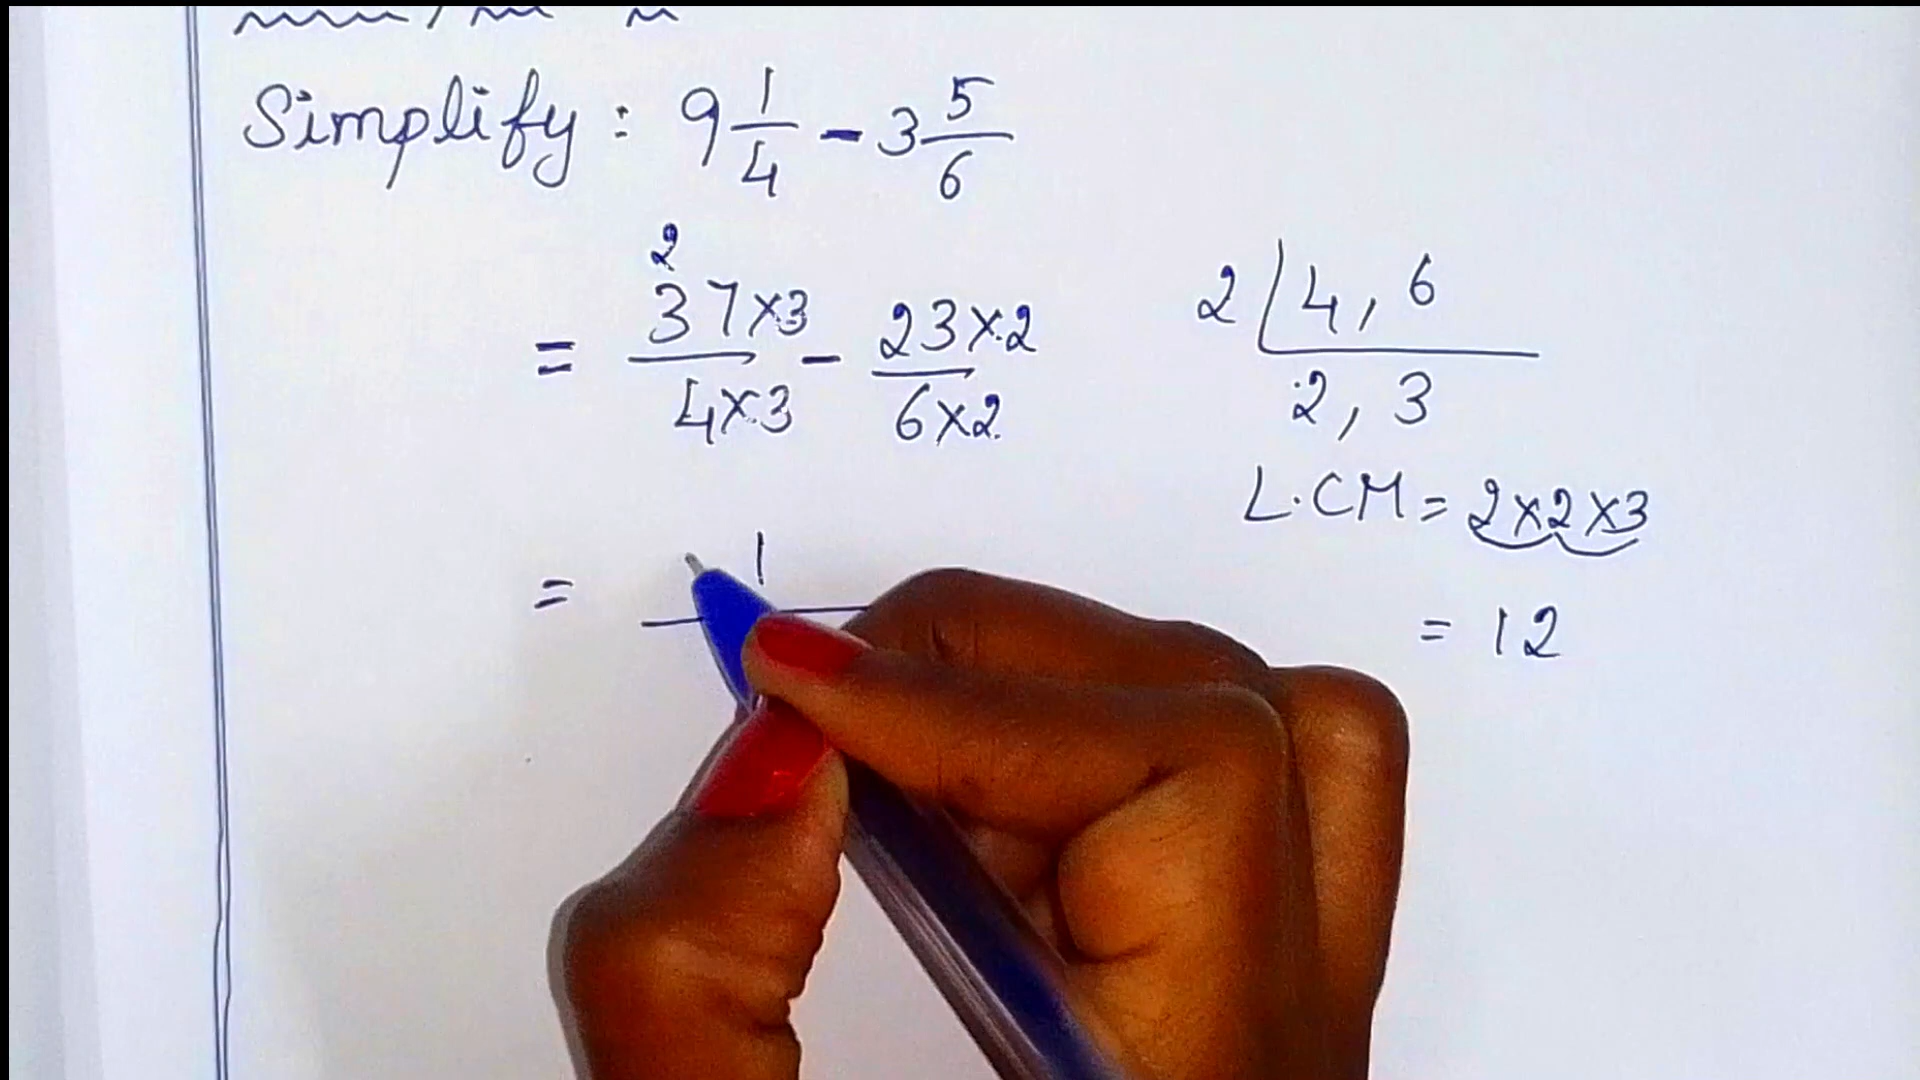 Simplify : 9 1/4 - 3 5/6
2
= 37×3/4×3 - 23×2/6×2
= 1
2 | 4, 6
2, 3
L.CM = 2×2×3
= 12